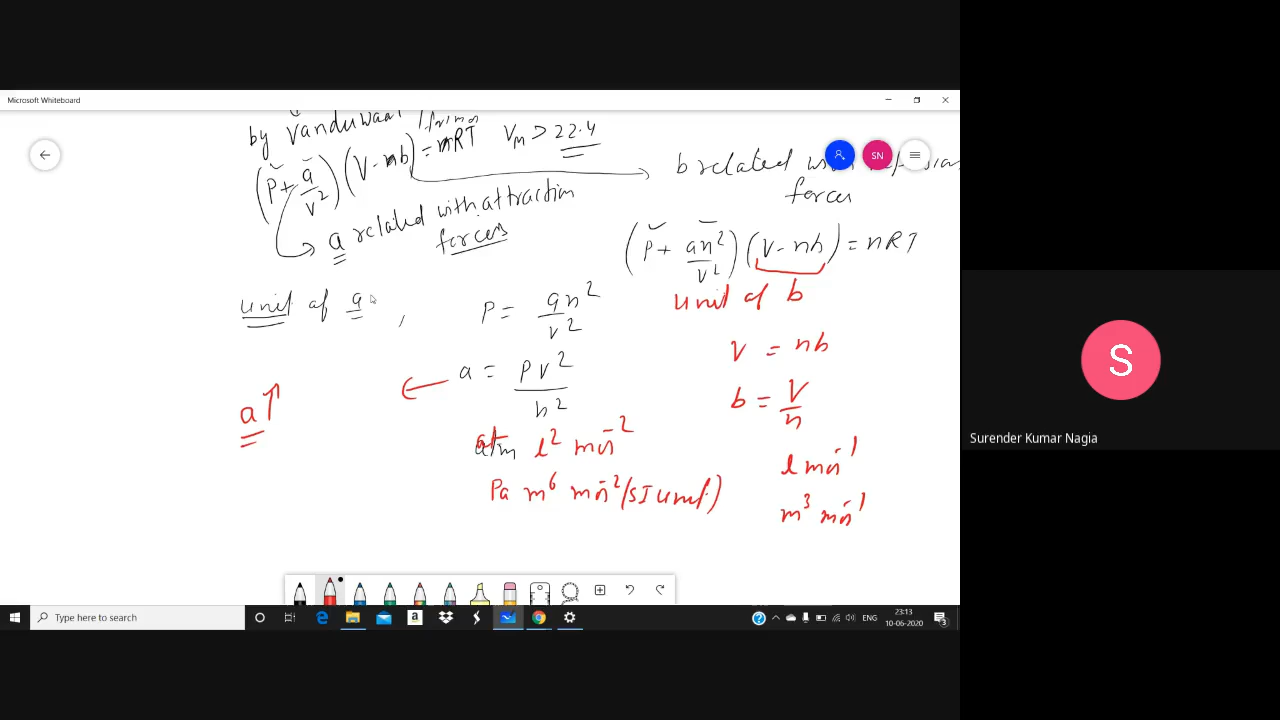 Microsoft Whiteboard
by Vanduwaal
(P + a/v²) (V - nb) = nRT Vm > 22.4
SN
b related with repulsion
forces
a related with attraction
forces
(P + an²/v²) (V - nb) = nRT
unit of a ,
P = an²/v²
unit of b
V = nb
a = Pv²/n²
b = V/n
a↑
atm l² mol⁻²
l mol⁻¹
Pa m⁶ mol⁻² (SI unit)
m³ mol⁻¹
S
Surender Kumar Nagia
Type here to search
ENG
23:13
10-06-2020
3